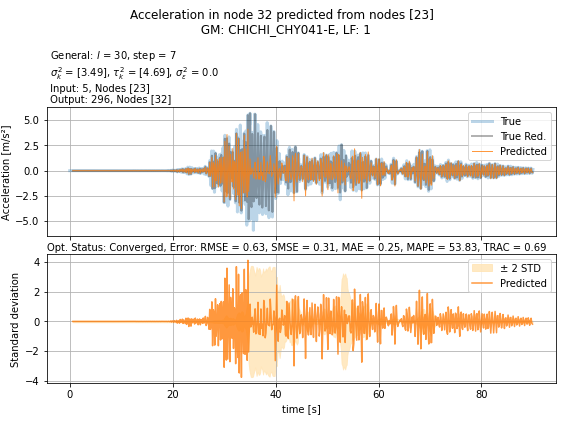 Acceleration in node 32 predicted from nodes [23]
GM: CHICHI_CHY041-E, LF: 1
General: l = 30, step = 7
σ²ₖ = [3.49], τ²ₖ = [4.69], σ²ε = 0.0
Input: 5, Nodes [23]
Output: 296, Nodes [32]
Acceleration [m/s²]
5.0
2.5
0.0
−2.5
−5.0
True
True Red.
Predicted
Opt. Status: Converged, Error: RMSE = 0.63, SMSE = 0.31, MAE = 0.25, MAPE = 53.83, TRAC = 0.69
Standard deviation
4
2
0
−2
−4
± 2 STD
Predicted
0 20 40 60 80
time [s]